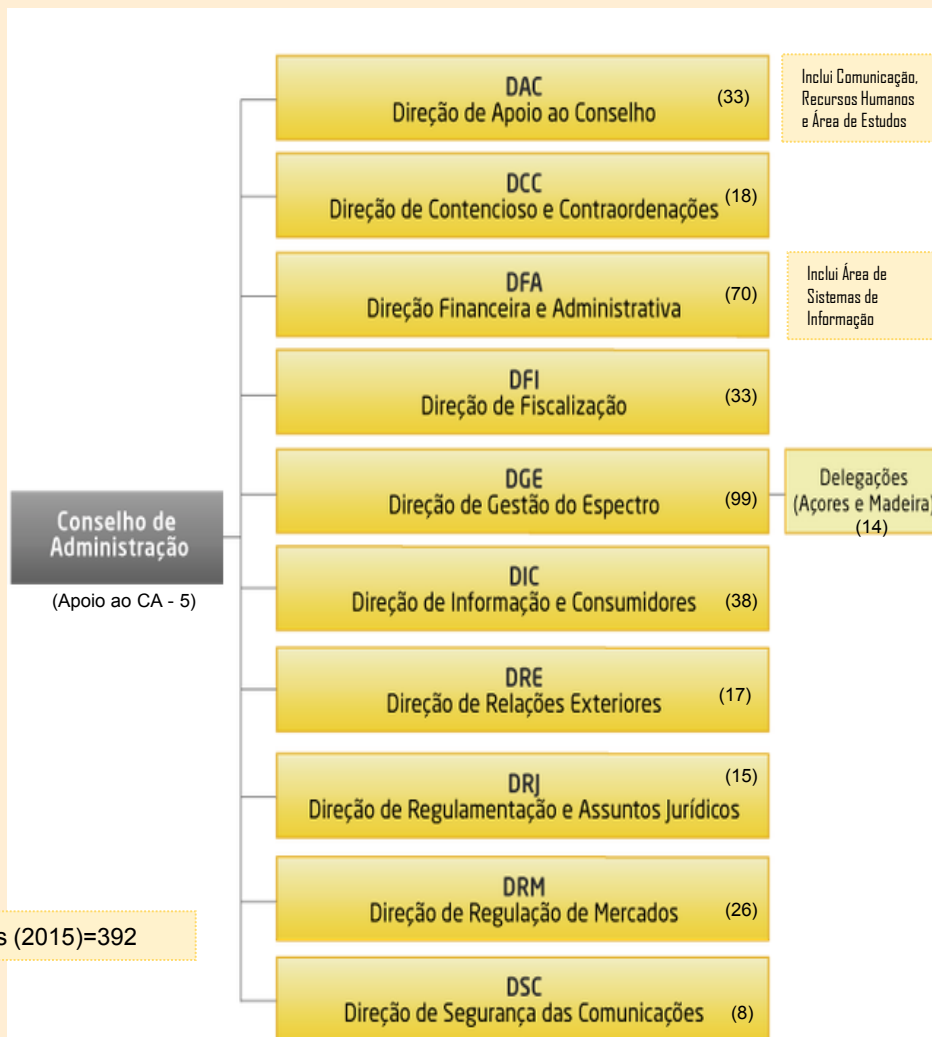 DAC
Direção de Apoio ao Conselho
(33)
Inclui Comunicação,
Recursos Humanos
e Área de Estudos
DCC
Direção de Contencioso e Contraordenações
(18)
DFA
Direção Financeira e Administrativa
(70)
Inclui Área de
Sistemas de
Informação
DFI
Direção de Fiscalização
(33)
DGE
Direção de Gestão do Espectro
(99)
Delegações
(Açores e Madeira)
(14)
Conselho de
Administração
(Apoio ao CA - 5)
DIC
Direção de Informação e Consumidores
(38)
DRE
Direção de Relações Exteriores
(17)
DRJ
Direção de Regulamentação e Assuntos Jurídicos
(15)
DRM
Direção de Regulação de Mercados
(26)
s (2015)=392
DSC
Direção de Segurança das Comunicações
(8)